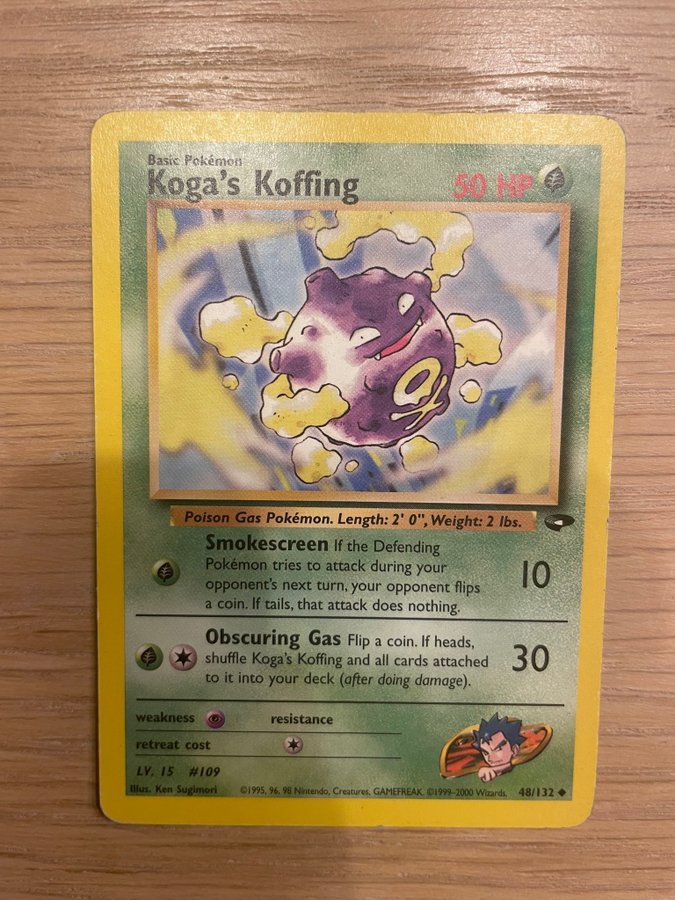 Basic Pokémon
Koga's Koffing 50 HP
Poison Gas Pokémon. Length: 2' 0", Weight: 2 lbs.
Smokescreen If the Defending
Pokémon tries to attack during your
opponent's next turn, your opponent flips
a coin. If tails, that attack does nothing.
10
Obscuring Gas Flip a coin. If heads,
shuffle Koga's Koffing and all cards attached
to it into your deck (after doing damage).
30
weakness resistance
retreat cost
LV. 15 #109
Illus. Ken Sugimori ©1995, 96, 98 Nintendo, Creatures, GAMEFREAK. ©1999-2000 Wizards. 48/132